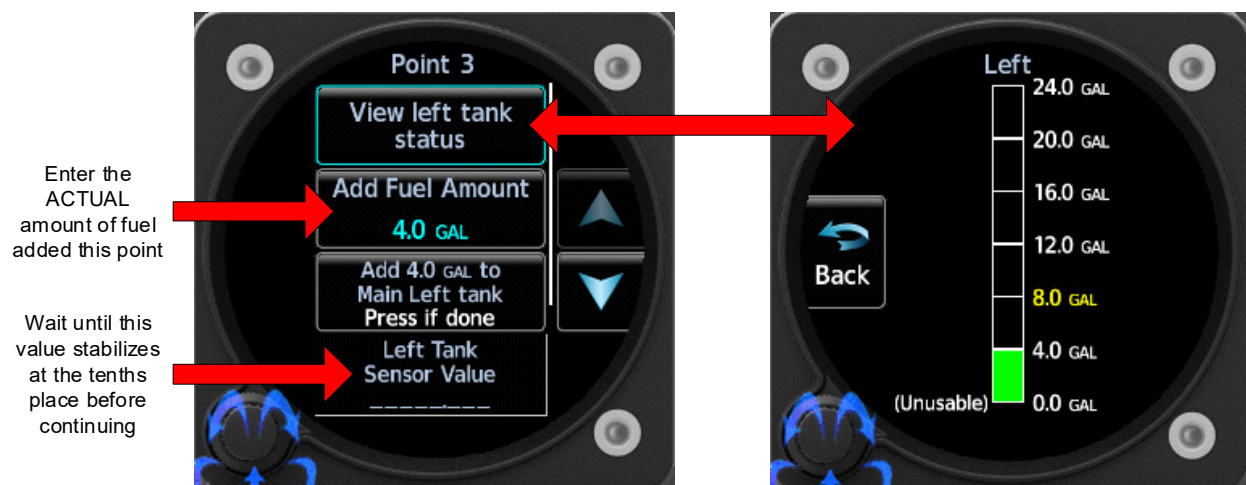 Enter the
ACTUAL
amount of fuel
added this point
Wait until this
value stabilizes
at the tenths
place before
continuing
Point 3
View left tank
status
Add Fuel Amount
4.0 GAL
Add 4.0 GAL to
Main Left tank
Press if done
Left Tank
Sensor Value
_____.___
Left
24.0 GAL
20.0 GAL
16.0 GAL
12.0 GAL
8.0 GAL
4.0 GAL
(Unusable) 0.0 GAL
Back